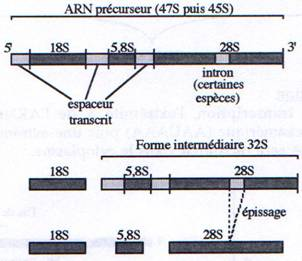 ARN précurseur (47S puis 45S)
5' 18S 5,8S 28S 3'
espaceur
transcrit
intron
(certaines
espèces)
Forme intermédiaire 32S
18S 5,8S 28S
épissage
18S 5,8S 28S